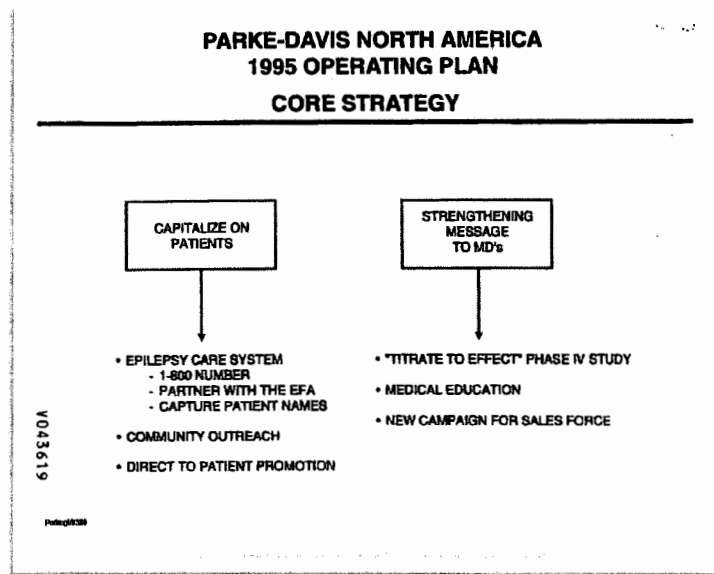 PARKE-DAVIS NORTH AMERICA
1995 OPERATING PLAN
CORE STRATEGY
CAPITALIZE ON
PATIENTS
• EPILEPSY CARE SYSTEM
- 1-800 NUMBER
- PARTNER WITH THE EFA
- CAPTURE PATIENT NAMES
• COMMUNITY OUTREACH
• DIRECT TO PATIENT PROMOTION
STRENGTHENING
MESSAGE
TO MD's
• "TITRATE TO EFFECT" PHASE IV STUDY
• MEDICAL EDUCATION
• NEW CAMPAIGN FOR SALES FORCE
V043619